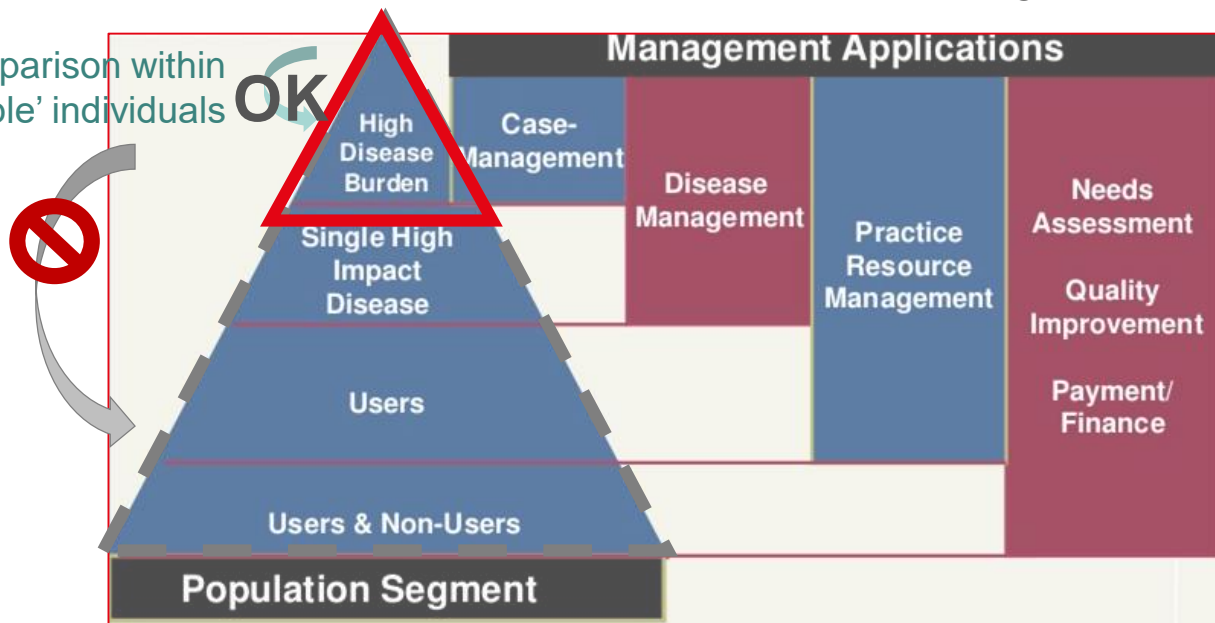 Management Applications
parison within
ple’ individuals
OK
High
Disease
Burden
Case-
Management
Disease
Management
Practice
Resource
Management
Needs
Assessment
Quality
Improvement
Payment/
Finance
Single High
Impact
Disease
Users
Users & Non-Users
Population Segment